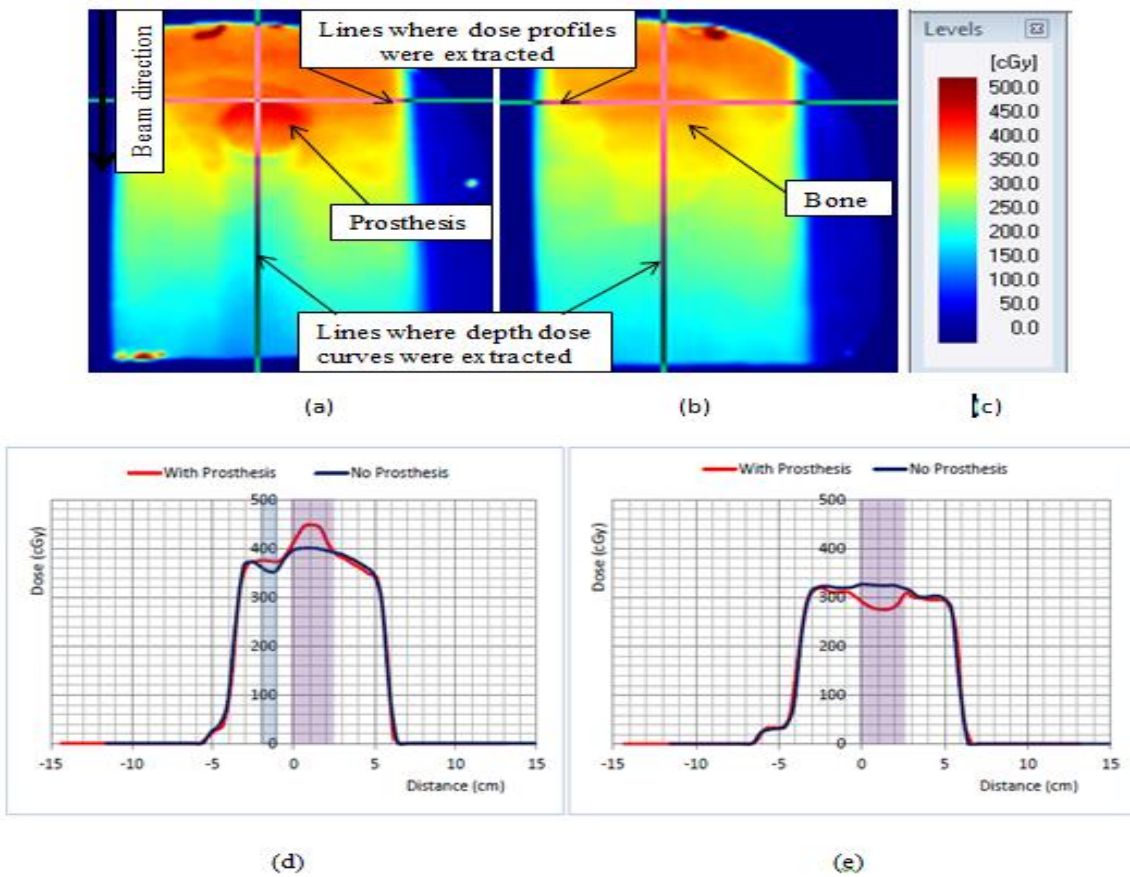 Beam direction
Lines where dose profiles
were extracted
Prosthesis
Bone
Lines where depth dose
curves were extracted
Levels
[cGy]
500.0
450.0
400.0
350.0
300.0
250.0
200.0
150.0
100.0
50.0
0.0
(a)
(b)
(c)
With Prosthesis No Prosthesis
Dose (cGy)
500
400
300
200
100
0
-15 -10 -5 0 5 10 15
Distance (cm)
(d)
With Prosthesis No Prosthesis
Dose (cGy)
500
400
300
200
100
0
-15 -10 -5 0 5 10 15
Distance (cm)
(e)